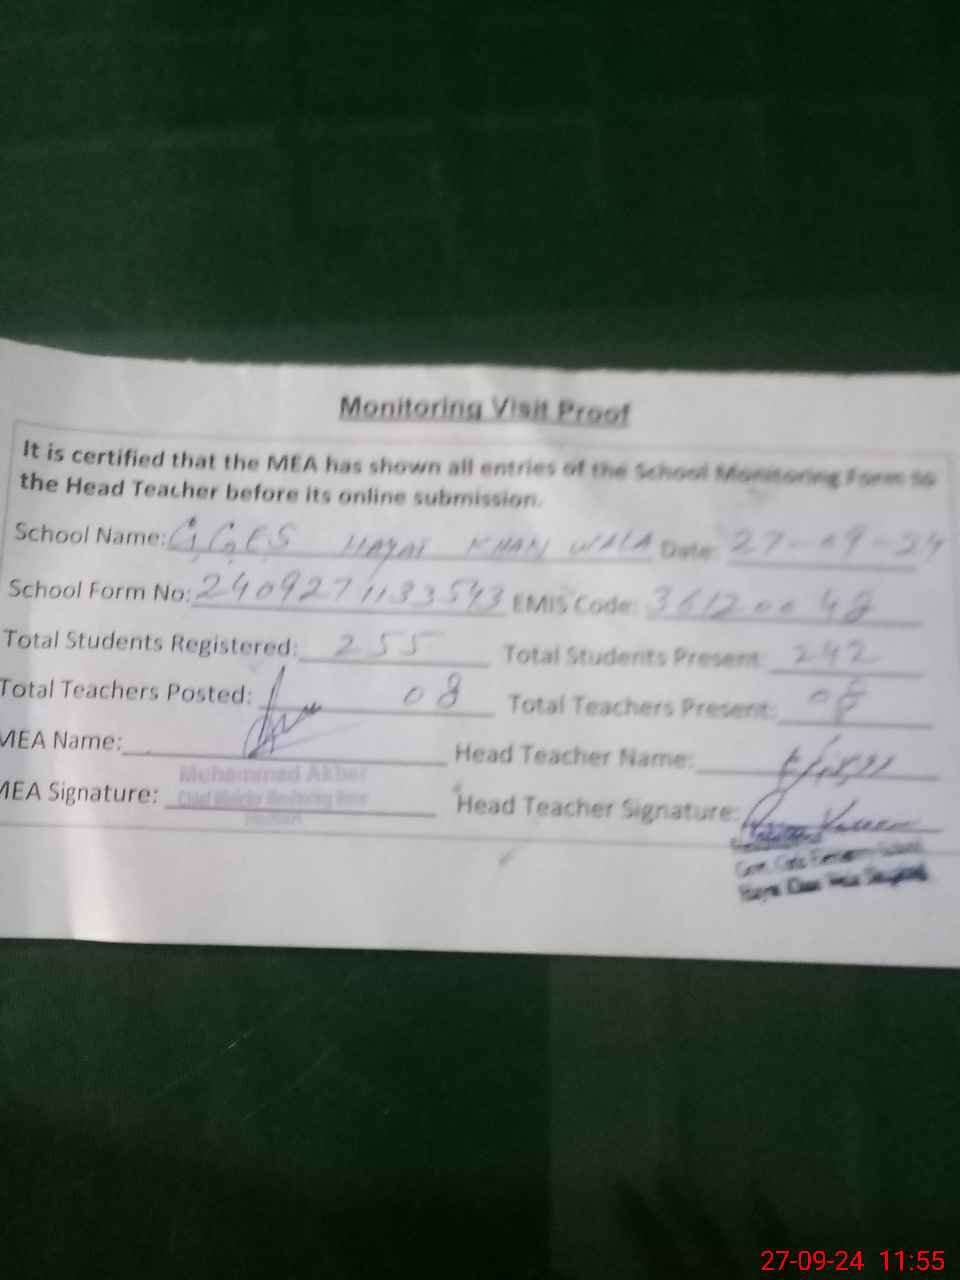 Monitoring Visit Proof
It is certified that the MEA has shown all entries of the School Monitoring Form to
the Head Teacher before its online submission.
School Name: GGES HAYAT KHAN WALA Date: 27-09-24
School Form No: 2409271133543 EMIS Code: 36120048
Total Students Registered: 255 Total Students Present: 242
Total Teachers Posted: 08 Total Teachers Present: 08
MEA Name: Head Teacher Name:
Muhammad Akbar
MEA Signature: Head Teacher Signature:
27-09-24 11:55